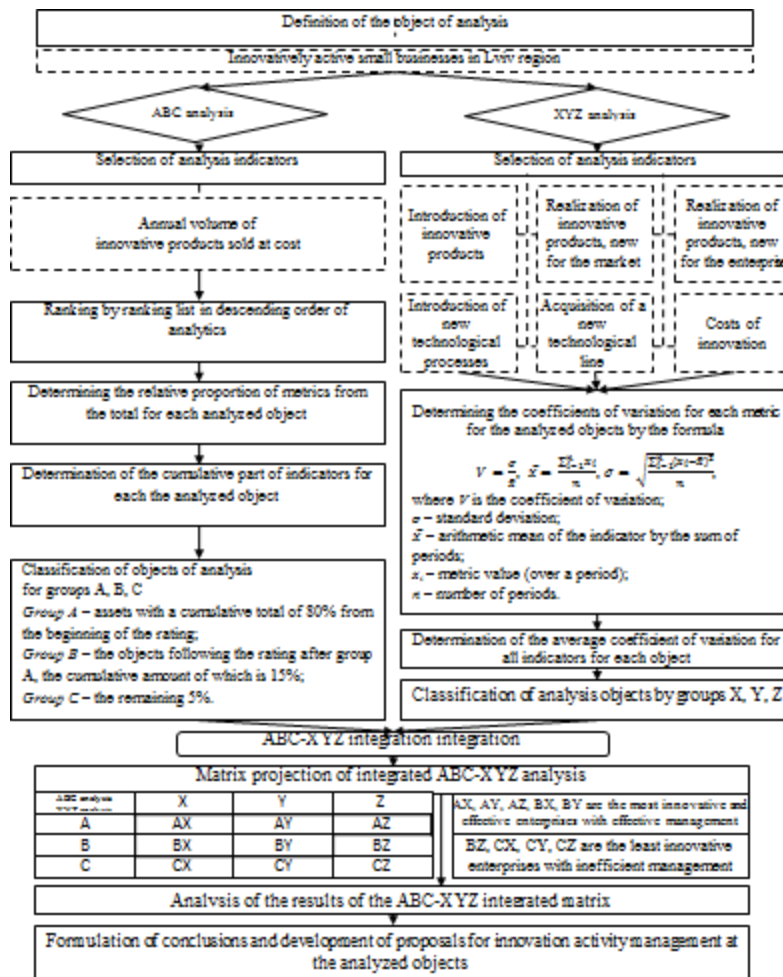 Definition of the object of analysis
Innovatively active small businesses in Lviv region
ABC analysis
XYZ analysis
Selection of analysis indicators
Annual volume of
innovative products sold at cost
Ranking by ranking list in descending order of
analytics
Determining the relative proportion of metrics from
the total for each analyzed object
Determination of the cumulative part of indicators for
each the analyzed object
Classification of objects of analysis
for groups A, B, C
Group A – assets with a cumulative total of 80% from
the beginning of the rating;
Group B – the objects following the rating after group
A, the cumulative amount of which is 15%;
Group C – the remaining 5%.
Selection of analysis indicators
Introduction of
innovative
products
Realization of
innovative
products, new
for the market
Realization of
innovative
products, new
for the enterprise
Introduction of
new
technological
processes
Acquisition of a
new
technological
line
Costs of
innovation
Determining the coefficients of variation for each metric
for the analyzed objects by the formula
where V is the coefficient of variation;
σ – standard deviation;
x̄ – arithmetic mean of the indicator by the sum of
periods;
xᵢ – metric value (over a period);
n – number of periods.
Determination of the average coefficient of variation for
all indicators for each object
Classification of analysis objects by groups X, Y, Z
ABC-XYZ integration integration
Matrix projection of integrated ABC-XYZ analysis
ABC analysis X Y Z
A AX AY AZ
B BX BY BZ
C CX CY CZ
AX, AY, AZ, BX, BY are the most innovative and
effective enterprises with effective management
BZ, CX, CY, CZ are the least innovative
enterprises with inefficient management
Analysis of the results of the ABC-XYZ integrated matrix
Formulation of conclusions and development of proposals for innovation activity management at
the analyzed objects